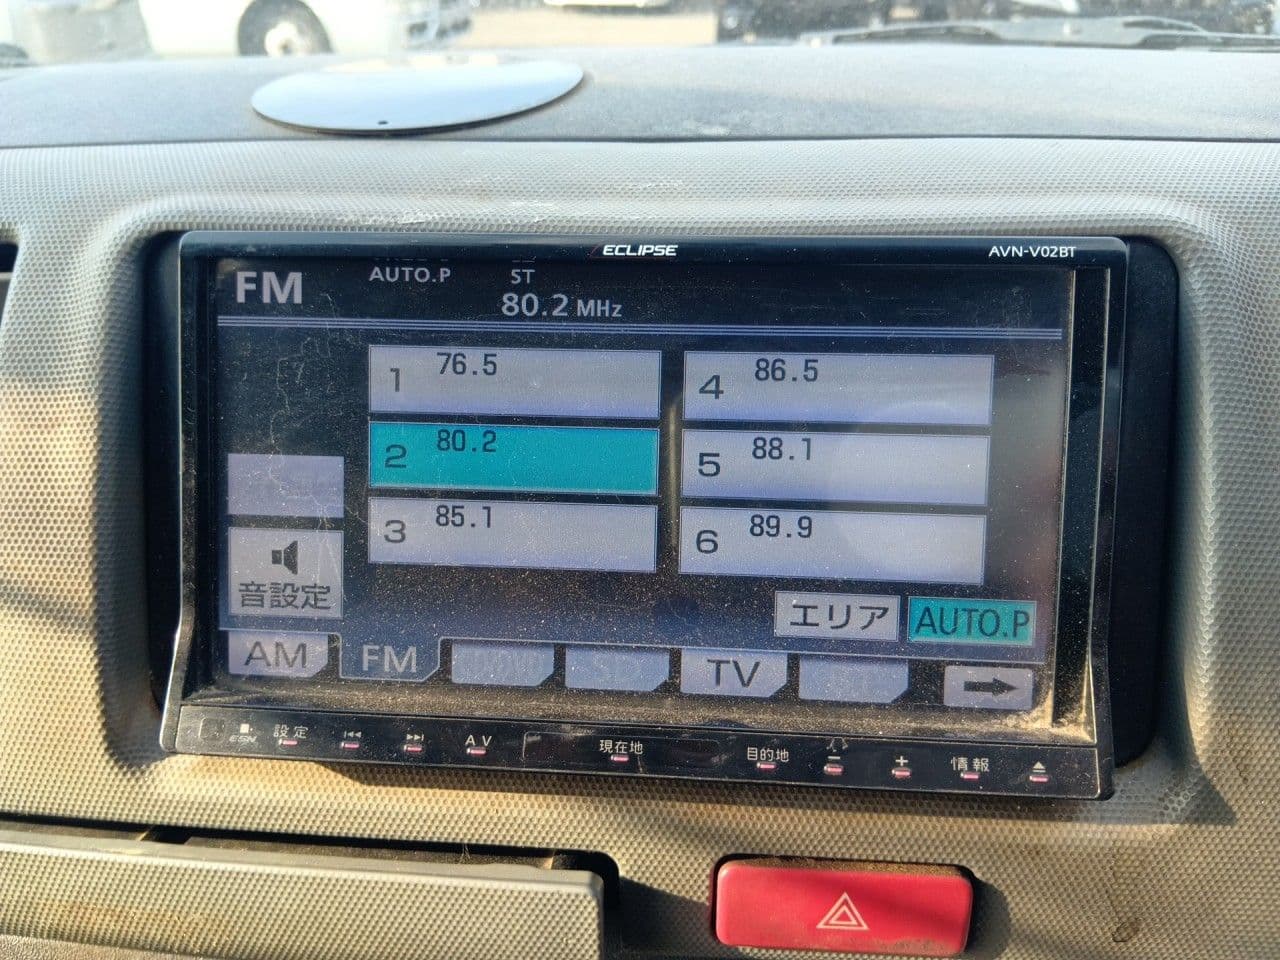 ECLIPSE
AVN-V02BT
FM
AUTO.P
ST
80.2 MHz
1 76.5
4 86.5
2 80.2
5 88.1
3 85.1
6 89.9
音設定
エリア
AUTO.P
AM
FM
SD
TV
ESN
設定
AV
現在地
目的地
−
+
情報